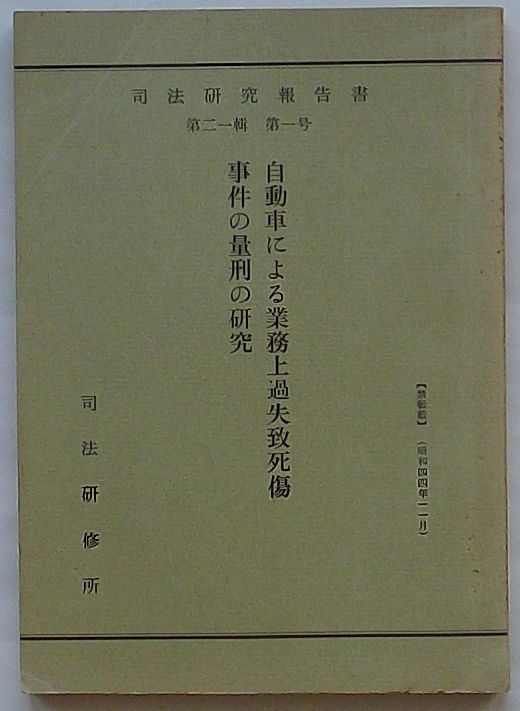 司法研究報告書
第二一輯 第一号
自動車による業務上過失致死傷
事件の量刑の研究
【禁転載】 (昭和四四年一一月)
司法研修所